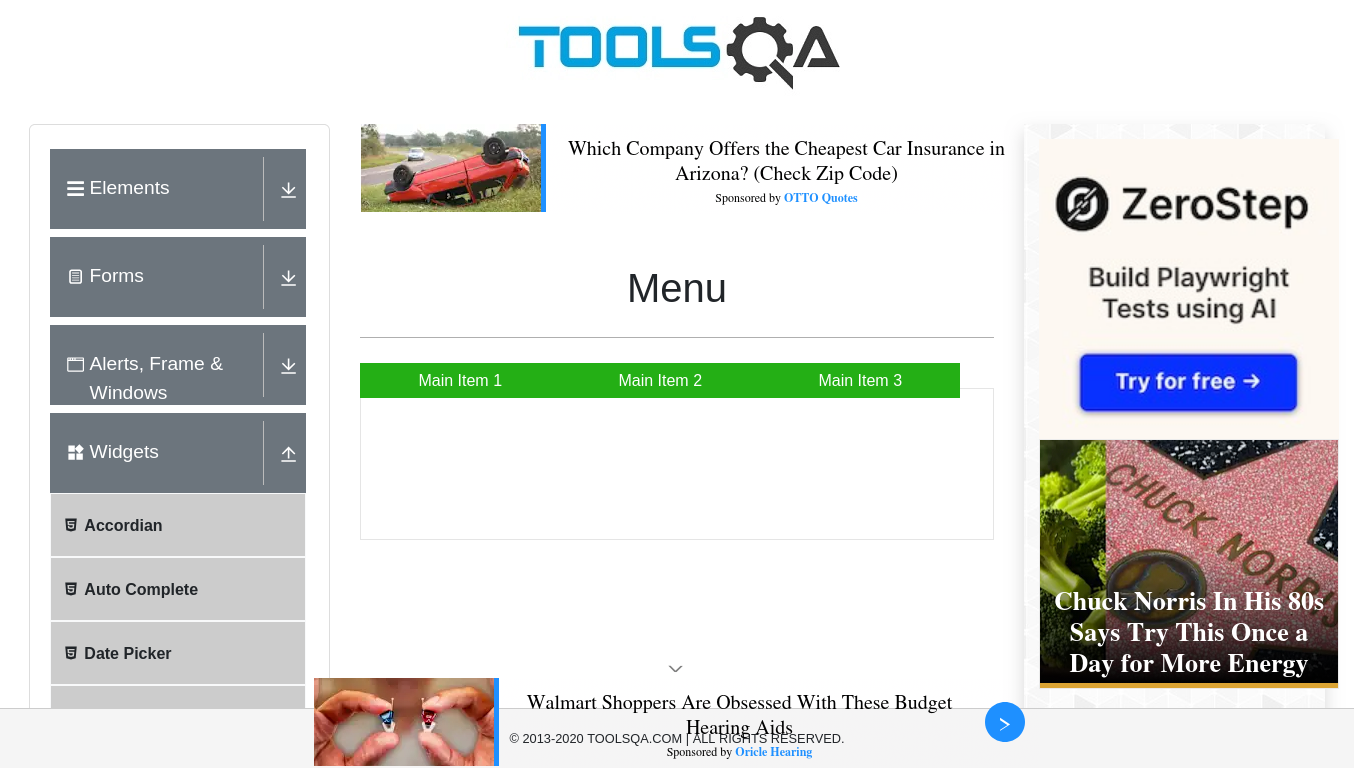 TOOLSQA
Elements
Forms
Alerts, Frame &
Windows
Widgets
Accordian
Auto Complete
Date Picker
Which Company Offers the Cheapest Car Insurance in
Arizona? (Check Zip Code)
Sponsored by OTTO Quotes
Menu
Main Item 1
Main Item 2
Main Item 3
ZeroStep
Build Playwright
Tests using AI
Try for free →
CHUCK NORRIS
Chuck Norris In His 80s
Says Try This Once a
Day for More Energy
Walmart Shoppers Are Obsessed With These Budget
Hearing Aids
Sponsored by Oricle Hearing
© 2013-2020 TOOLSQA.COM | ALL RIGHTS RESERVED.